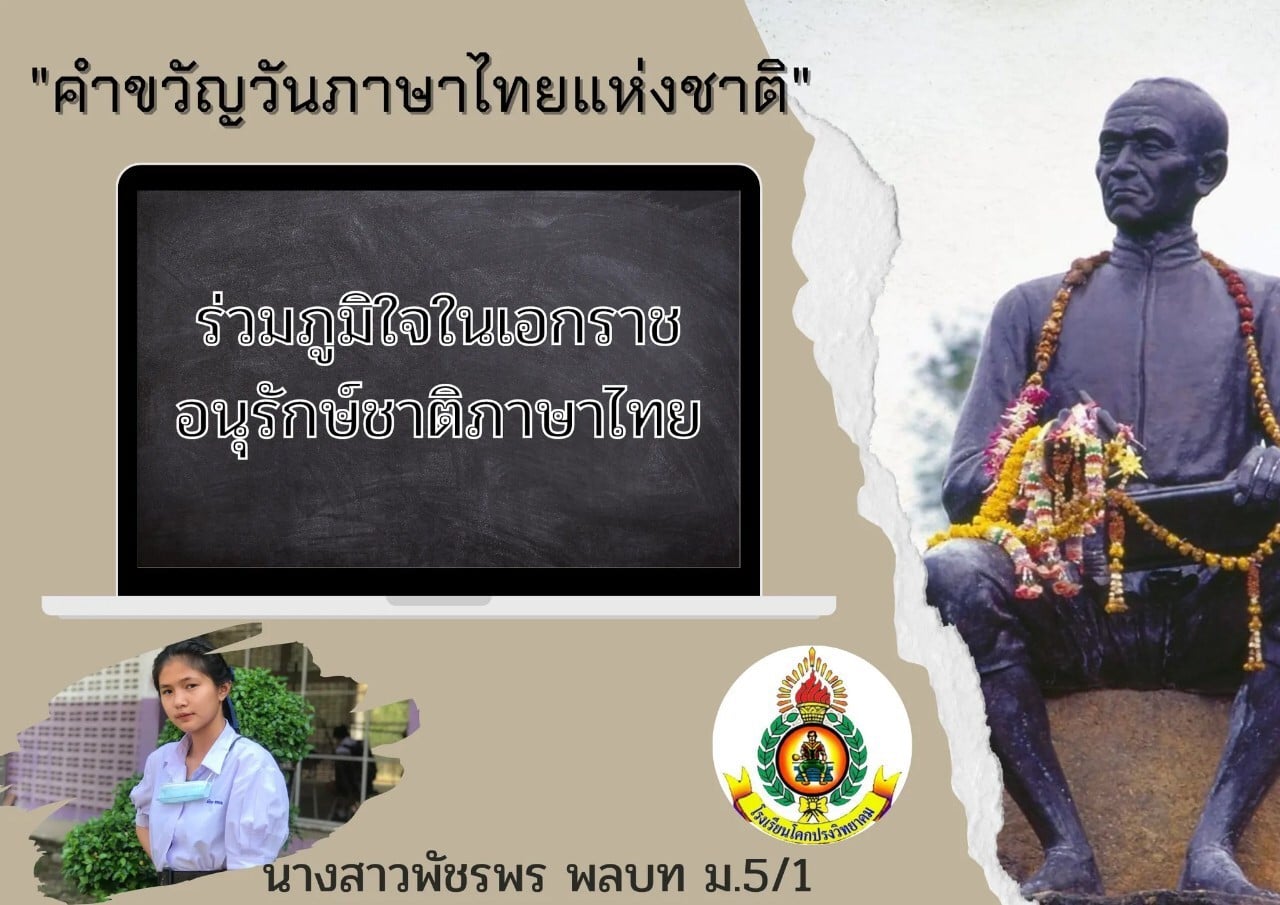 "คำขวัญวันภาษาไทยแห่งชาติ"
ร่วมภูมิใจในเอกราช
อนุรักษ์ชาติภาษาไทย
โรงเรียนโคกปรงวิทยาคม
นางสาวพัชรพร พลบท ม.5/1